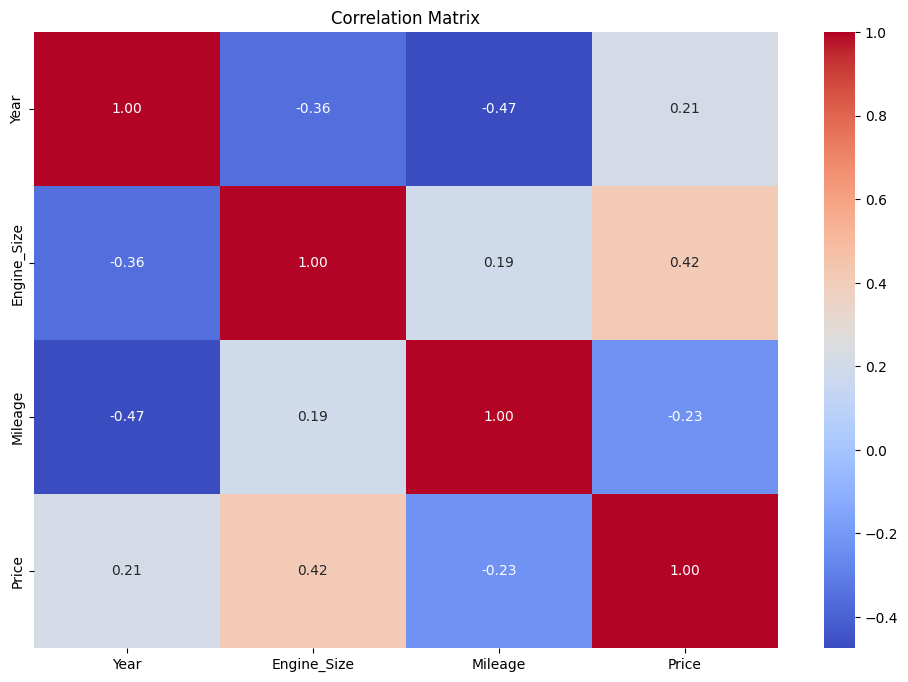 Correlation Matrix
Year 1.00 -0.36 -0.47 0.21
Engine_Size -0.36 1.00 0.19 0.42
Mileage -0.47 0.19 1.00 -0.23
Price 0.21 0.42 -0.23 1.00
Year Engine_Size Mileage Price
1.0
0.8
0.6
0.4
0.2
0.0
−0.2
−0.4